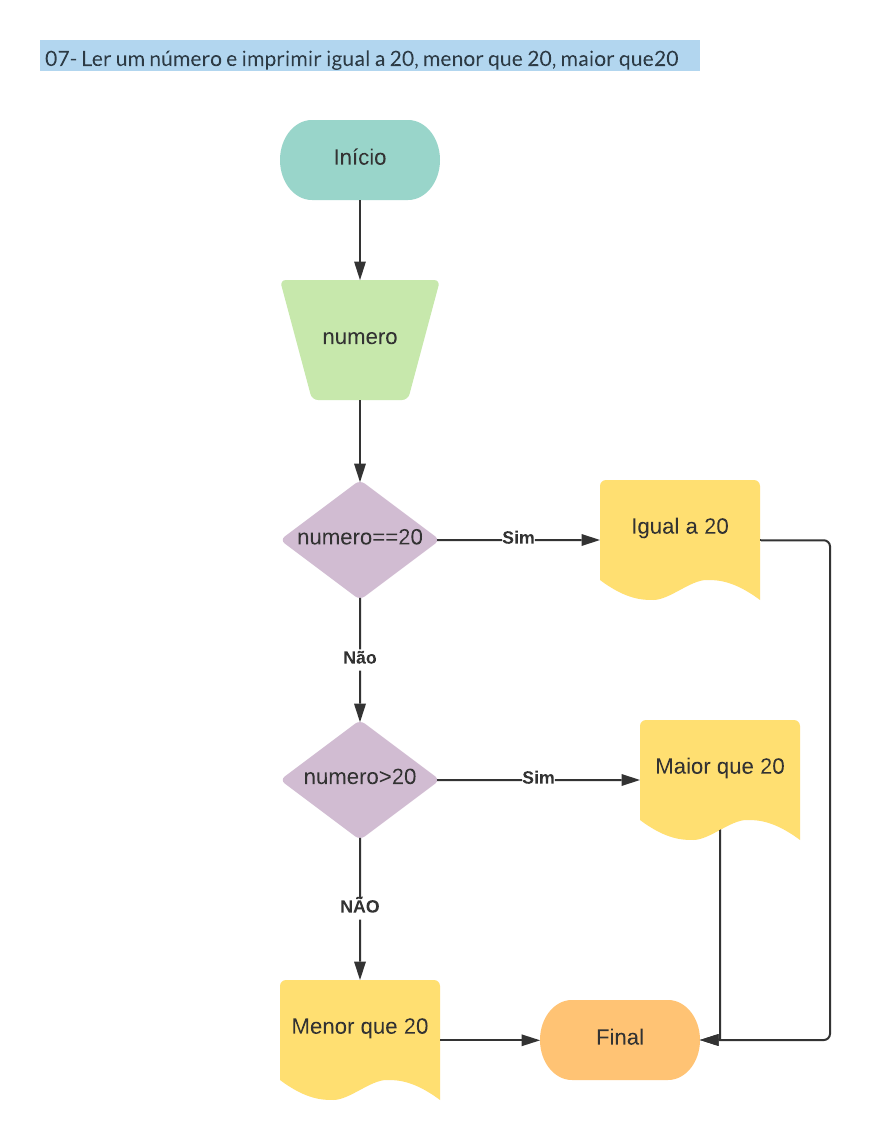 07- Ler um número e imprimir igual a 20, menor que 20, maior que20
Início
numero
numero==20
Sim
Igual a 20
Não
numero>20
Sim
Maior que 20
NÃO
Menor que 20
Final